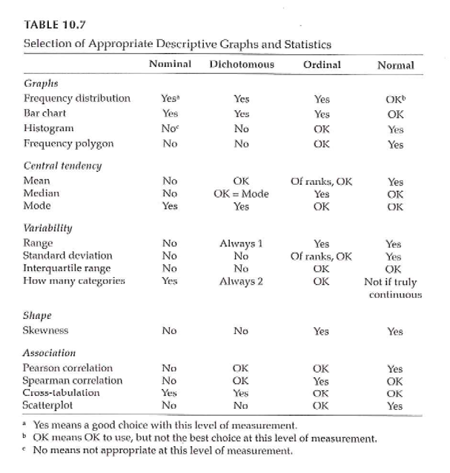 TABLE 10.7
Selection of Appropriate Descriptive Graphs and Statistics
Nominal Dichotomous Ordinal Normal
Graphs
Frequency distribution Yesᵃ Yes Yes OKᵇ
Bar chart Yes Yes Yes OK
Histogram Noᶜ No OK Yes
Frequency polygon No No OK Yes
Central tendency
Mean No OK Of ranks, OK Yes
Median No OK = Mode Yes OK
Mode Yes Yes OK OK
Variability
Range No Always 1 Yes Yes
Standard deviation No No Of ranks, OK Yes
Interquartile range No No OK OK
How many categories Yes Always 2 OK Not if truly
continuous
Shape
Skewness No No Yes Yes
Association
Pearson correlation No OK OK Yes
Spearman correlation No OK Yes OK
Cross-tabulation Yes Yes OK OK
Scatterplot No No OK Yes
ᵃ Yes means a good choice with this level of measurement.
ᵇ OK means OK to use, but not the best choice at this level of measurement.
ᶜ No means not appropriate at this level of measurement.